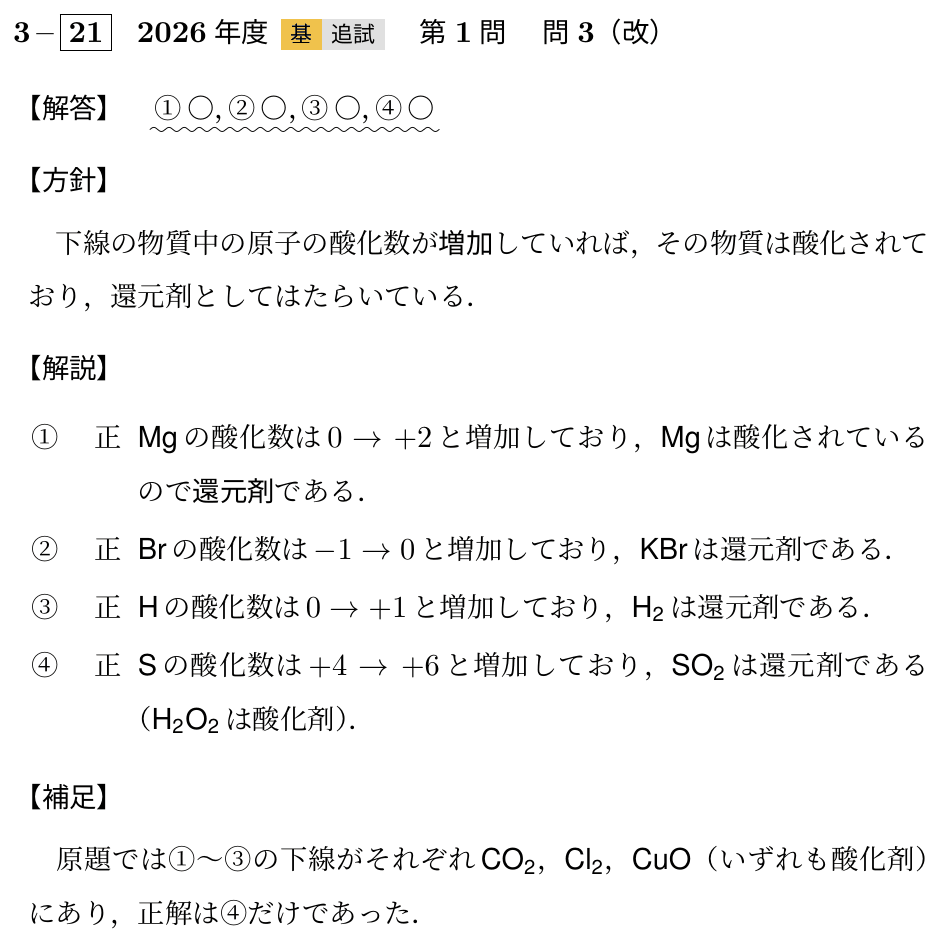 3－21 2026 年度 基 追試 第 1 問 問 3（改）
【解答】 ① ○, ② ○, ③ ○, ④ ○
【方針】
下線の物質中の原子の酸化数が増加していれば，その物質は酸化されて
おり，還元剤としてはたらいている．
【解説】
① 正 Mg の酸化数は 0 → +2 と増加しており，Mg は酸化されている
ので還元剤である．
② 正 Br の酸化数は −1 → 0 と増加しており，KBr は還元剤である．
③ 正 H の酸化数は 0 → +1 と増加しており，H₂ は還元剤である．
④ 正 S の酸化数は +4 → +6 と増加しており，SO₂ は還元剤である
（H₂O₂ は酸化剤）．
【補足】
原題では①～③の下線がそれぞれ CO₂，Cl₂，CuO（いずれも酸化剤）
にあり，正解は④だけであった．